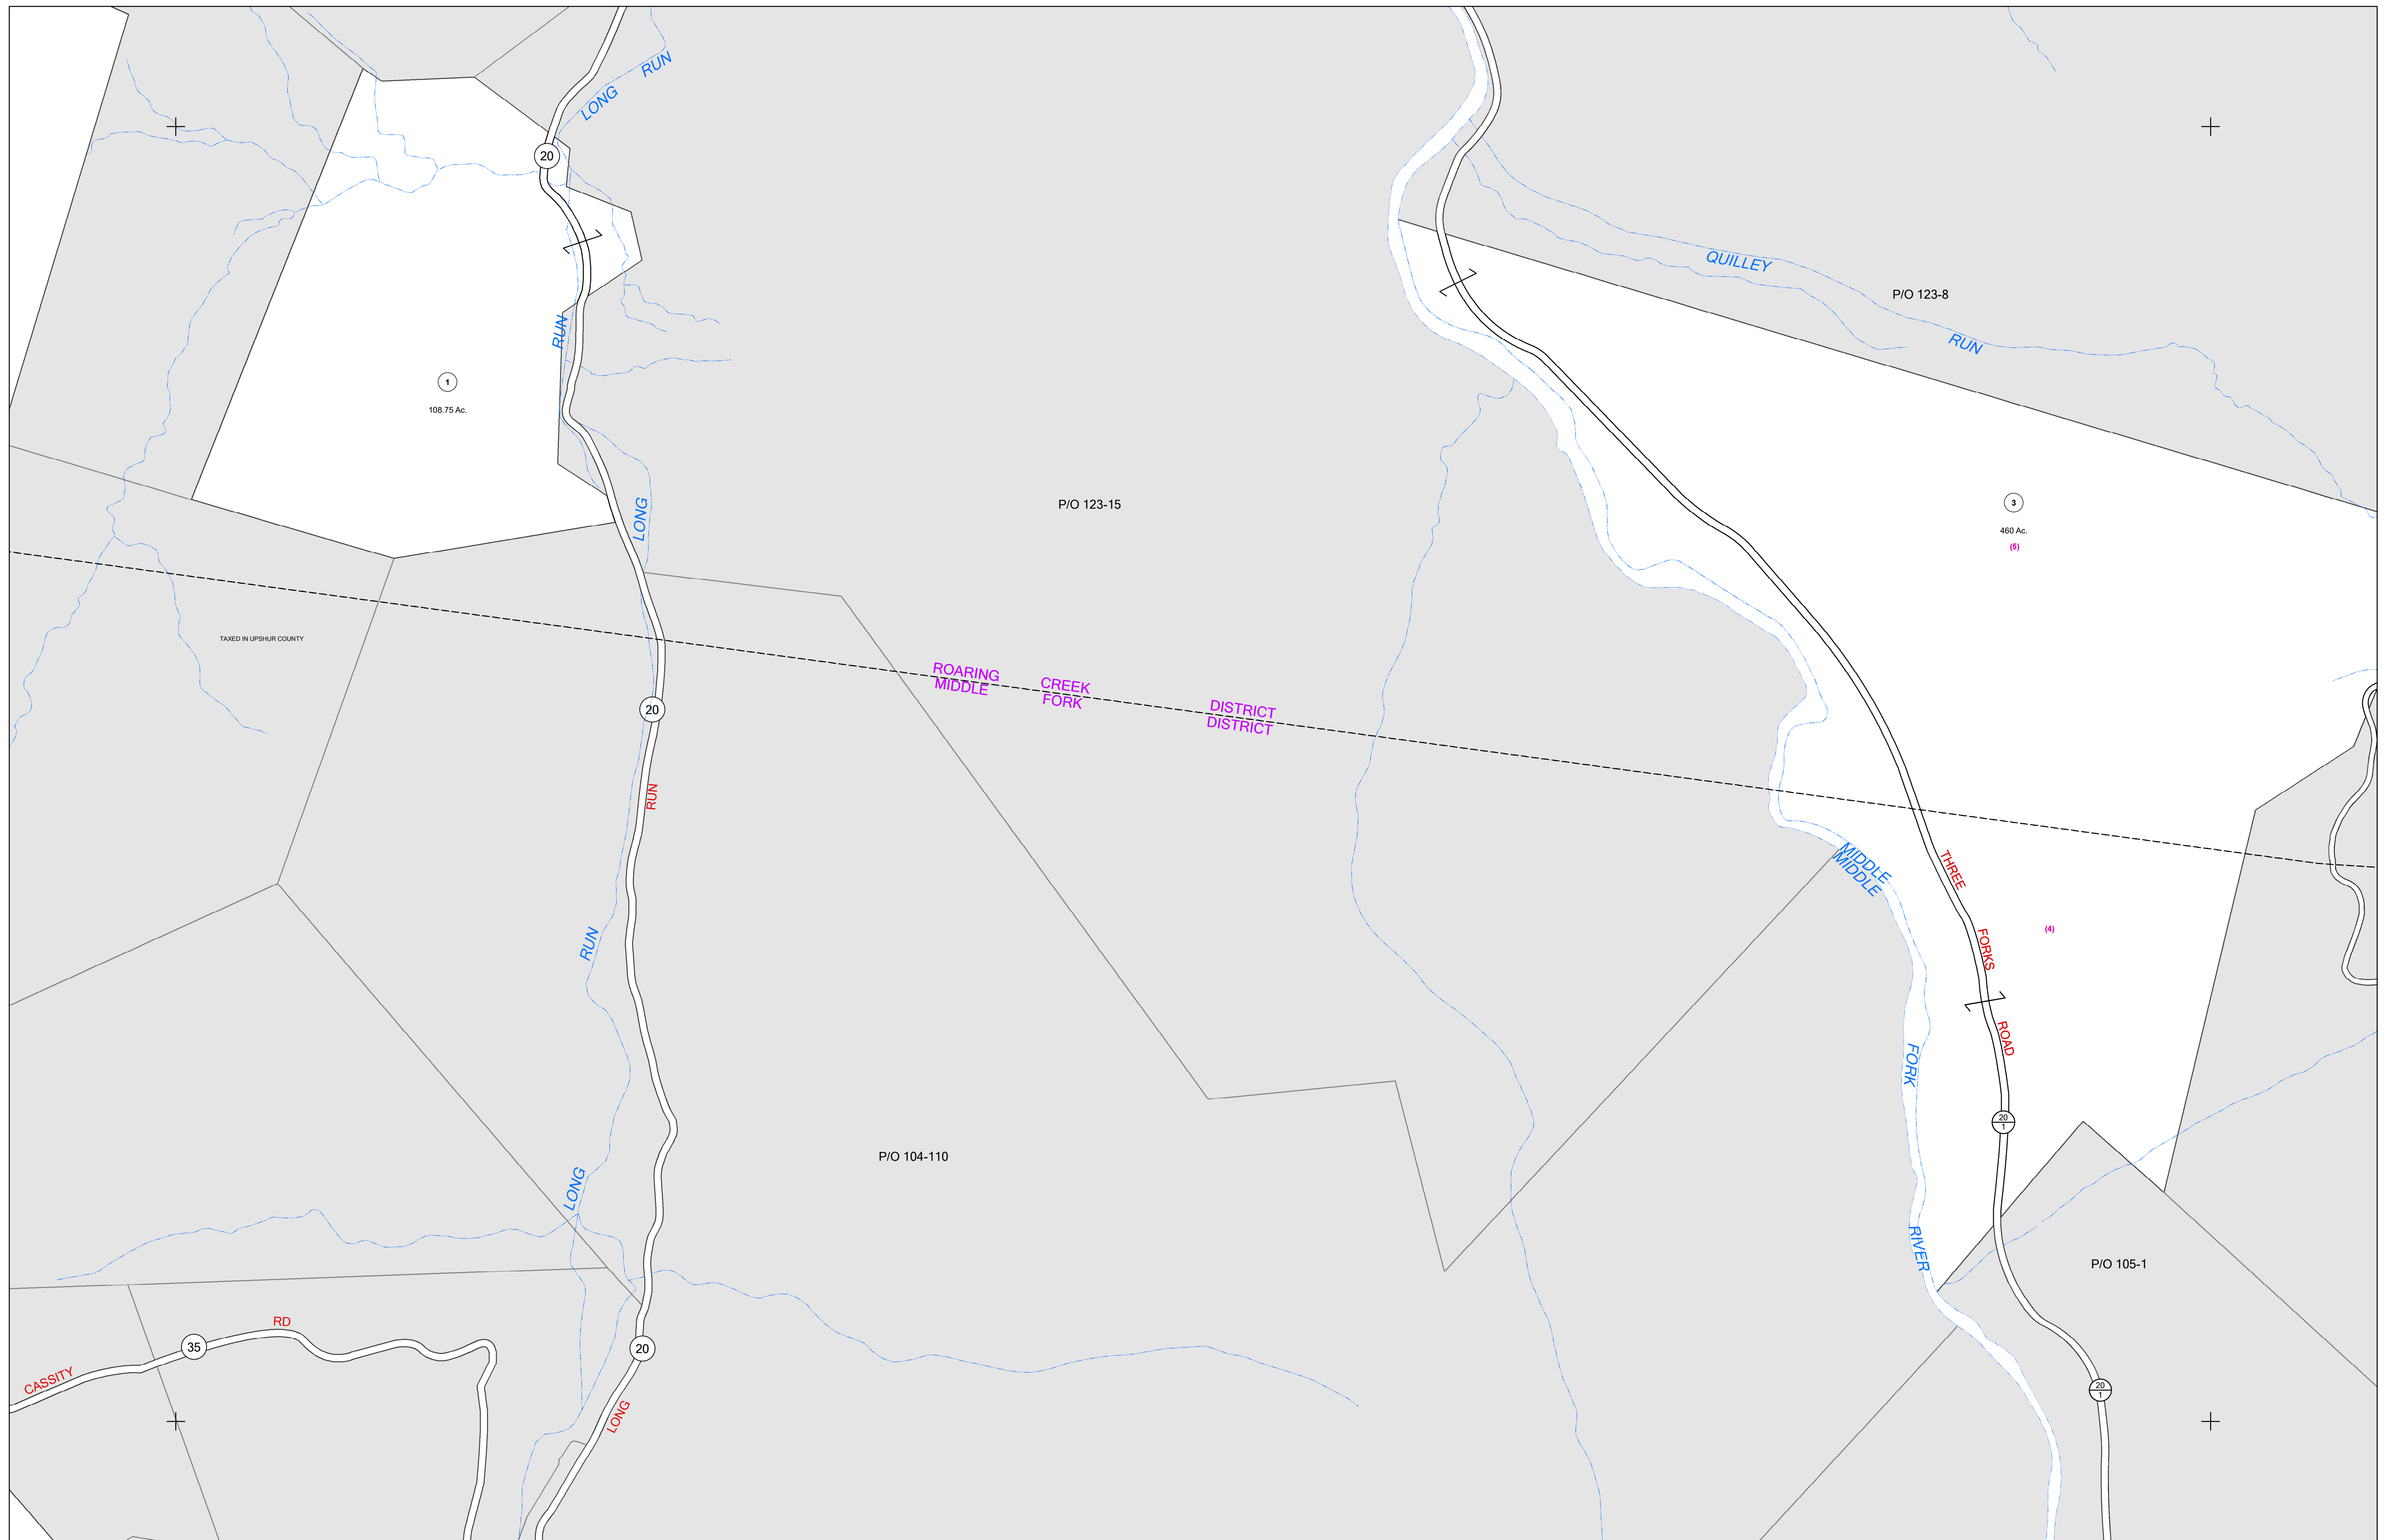 LONG RUN
20
QUILLEY RUN
P/O 123-8
RUN
1
108.75 Ac.
LONG
P/O 123-15
3
460 Ac.
(5)
TAXED IN UPSHUR COUNTY
ROARING CREEK DISTRICT
MIDDLE FORK DISTRICT
20
RUN
MIDDLE
MIDDLE
THREE FORKS ROAD
(4)
RUN
FORK
20
1
LONG
P/O 104-110
RIVER
P/O 105-1
CASSITY RD
35
20
LONG
20
1